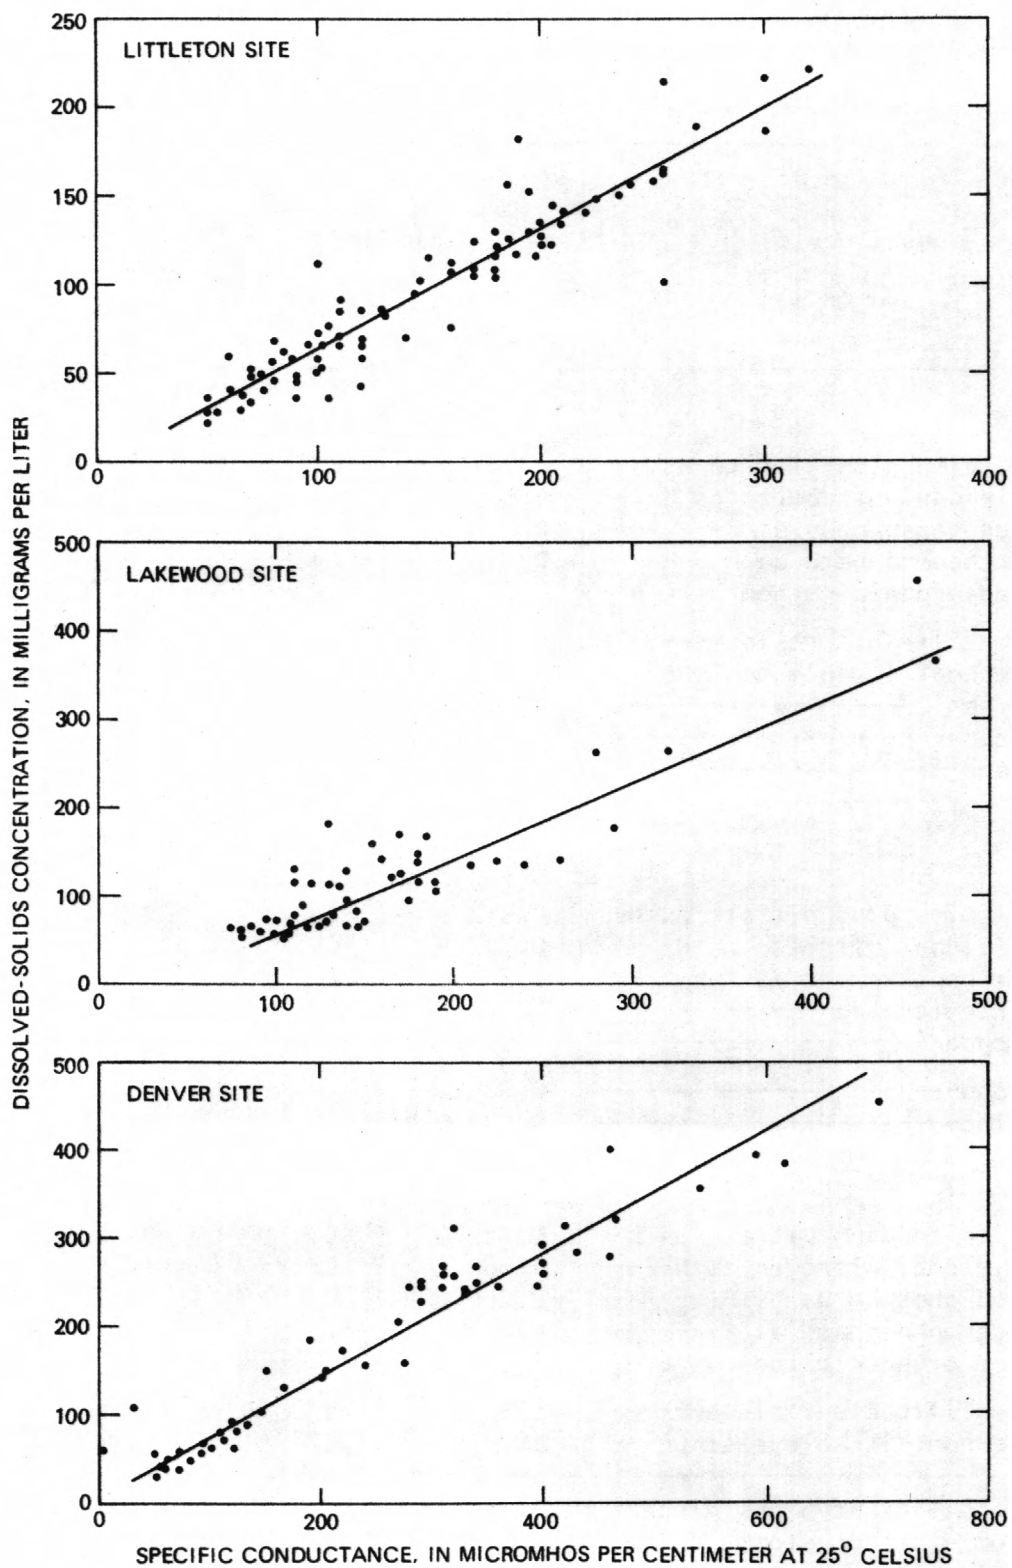 DISSOLVED-SOLIDS CONCENTRATION, IN MILLIGRAMS PER LITER
LITTLETON SITE
250
200
150
100
50
0
0 100 200 300 400
LAKEWOOD SITE
500
400
300
200
100
0
0 100 200 300 400 500
DENVER SITE
500
400
300
200
100
0
0 200 400 600 800
SPECIFIC CONDUCTANCE, IN MICROMHOS PER CENTIMETER AT 25° CELSIUS